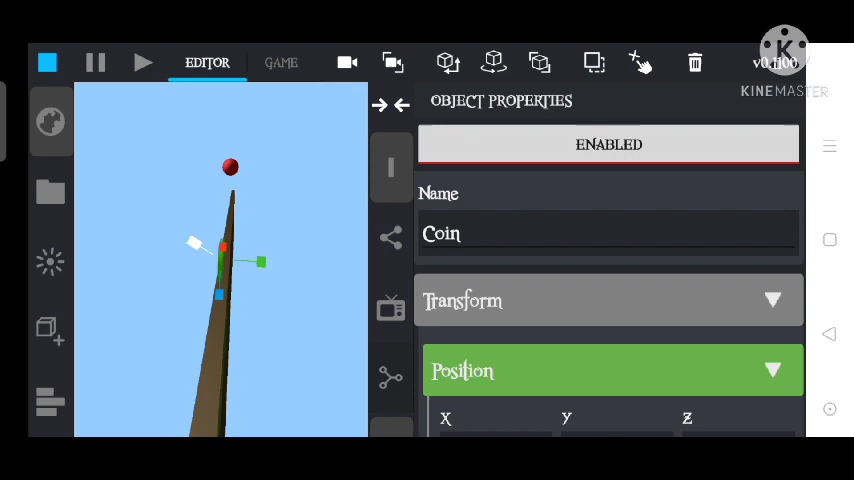 EDITOR
GAME
v0.1100
K
KINEMASTER
OBJECT PROPERTIES
ENABLED
Name
Coin
Transform
Position
X Y Z